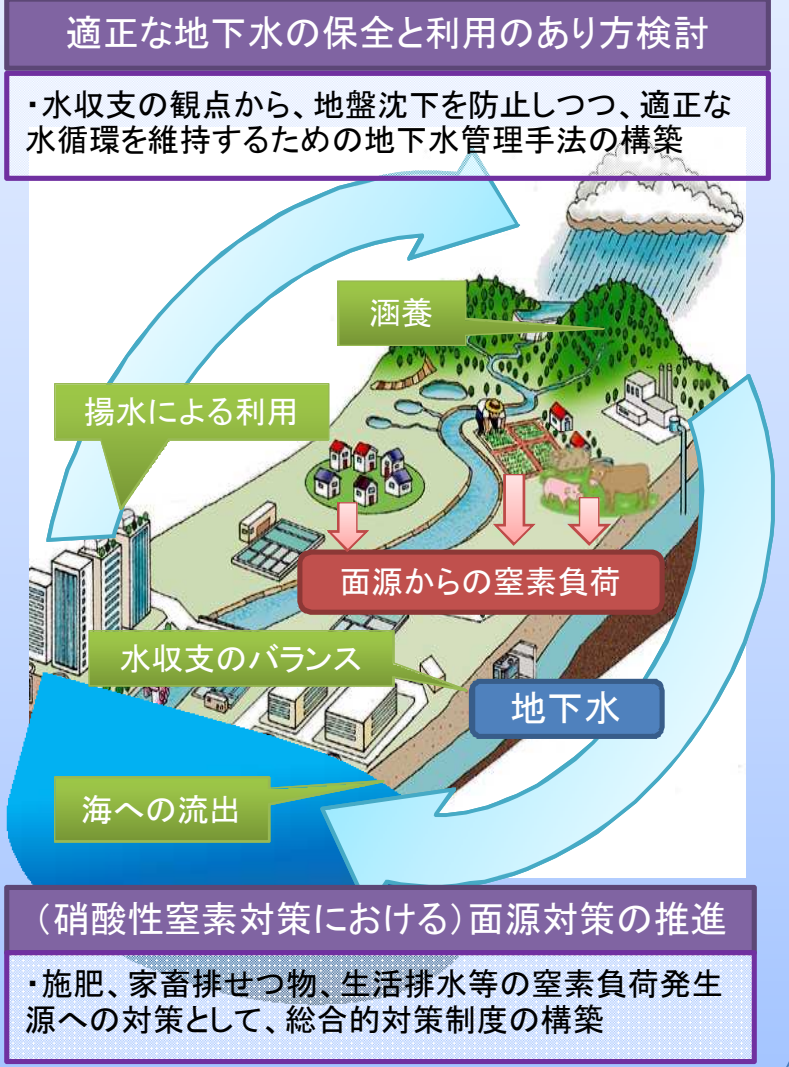 適正な地下水の保全と利用のあり方検討
・水収支の観点から、地盤沈下を防止しつつ、適正な
水循環を維持するための地下水管理手法の構築
涵養
揚水による利用
面源からの窒素負荷
水収支のバランス
地下水
海への流出
（硝酸性窒素対策における）面源対策の推進
・施肥、家畜排せつ物、生活排水等の窒素負荷発生
源への対策として、総合的対策制度の構築